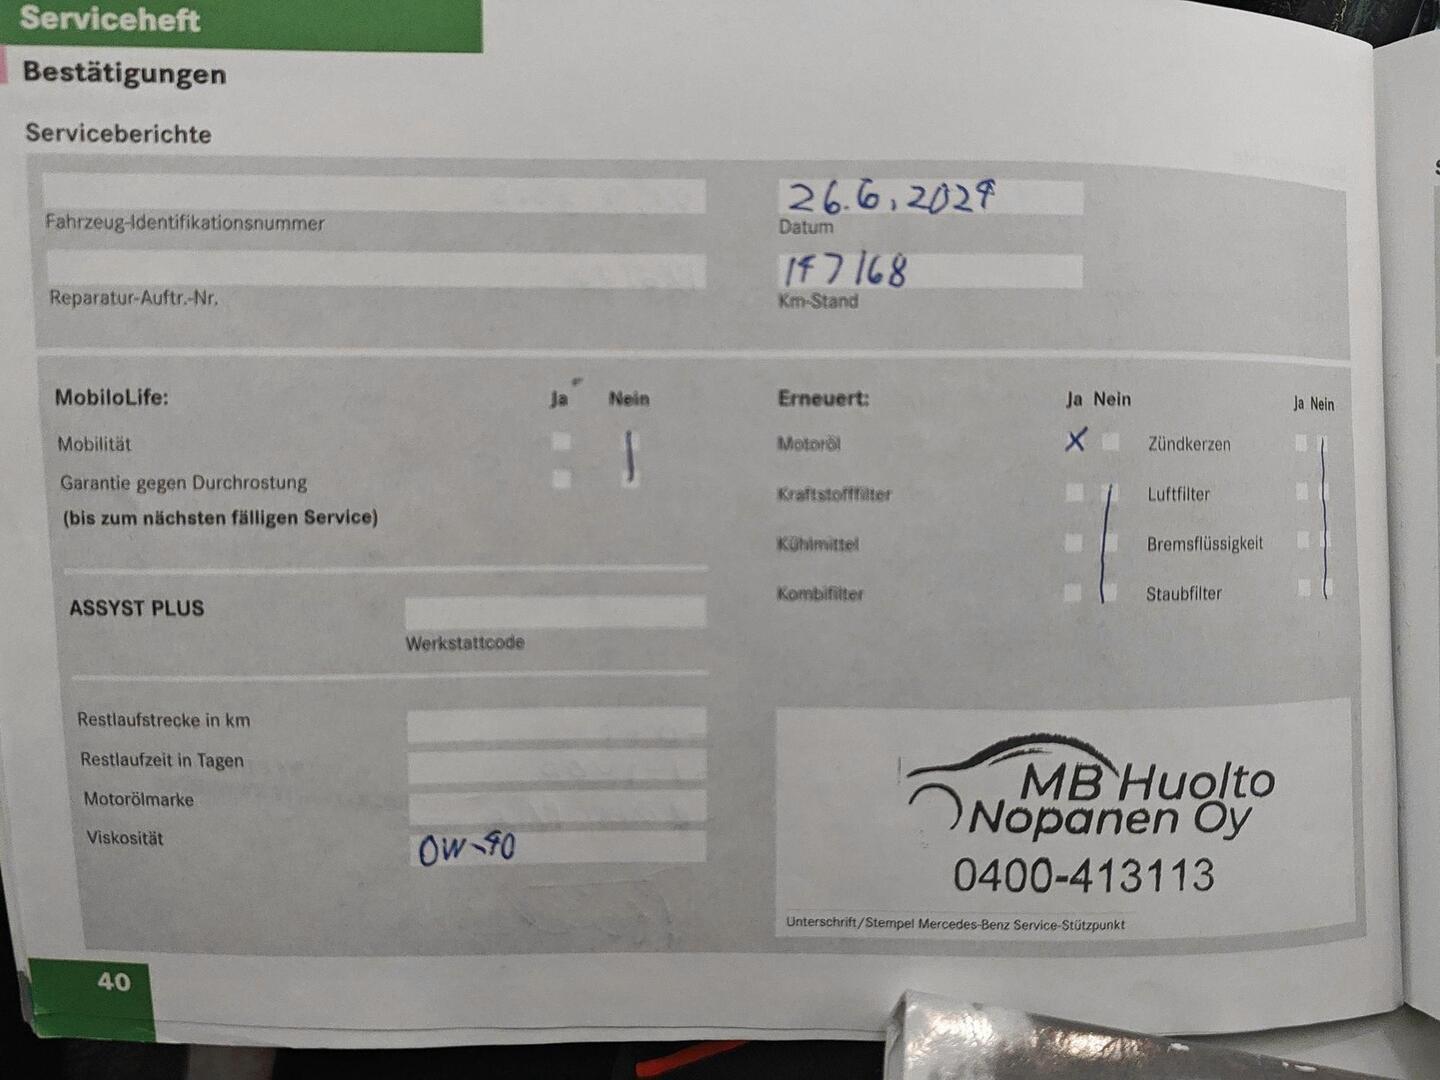 Serviceheft
Bestätigungen
Serviceberichte
26.6.2024
Fahrzeug-Identifikationsnummer
Datum
147168
Reparatur-Auftr.-Nr.
Km-Stand
MobiloLife: Ja Nein
Mobilität
Garantie gegen Durchrostung
(bis zum nächsten fälligen Service)
ASSYST PLUS
Werkstattcode
Restlaufstrecke in km
Restlaufzeit in Tagen
Motorölmarke
Viskosität 0W-40
Erneuert: Ja Nein Ja Nein
Motoröl X Zündkerzen
Kraftstofffilter Luftfilter
Kühlmittel Bremsflüssigkeit
Kombifilter Staubfilter
MB Huolto
Nopanen Oy
0400-413113
Unterschrift/Stempel Mercedes-Benz Service-Stützpunkt
40